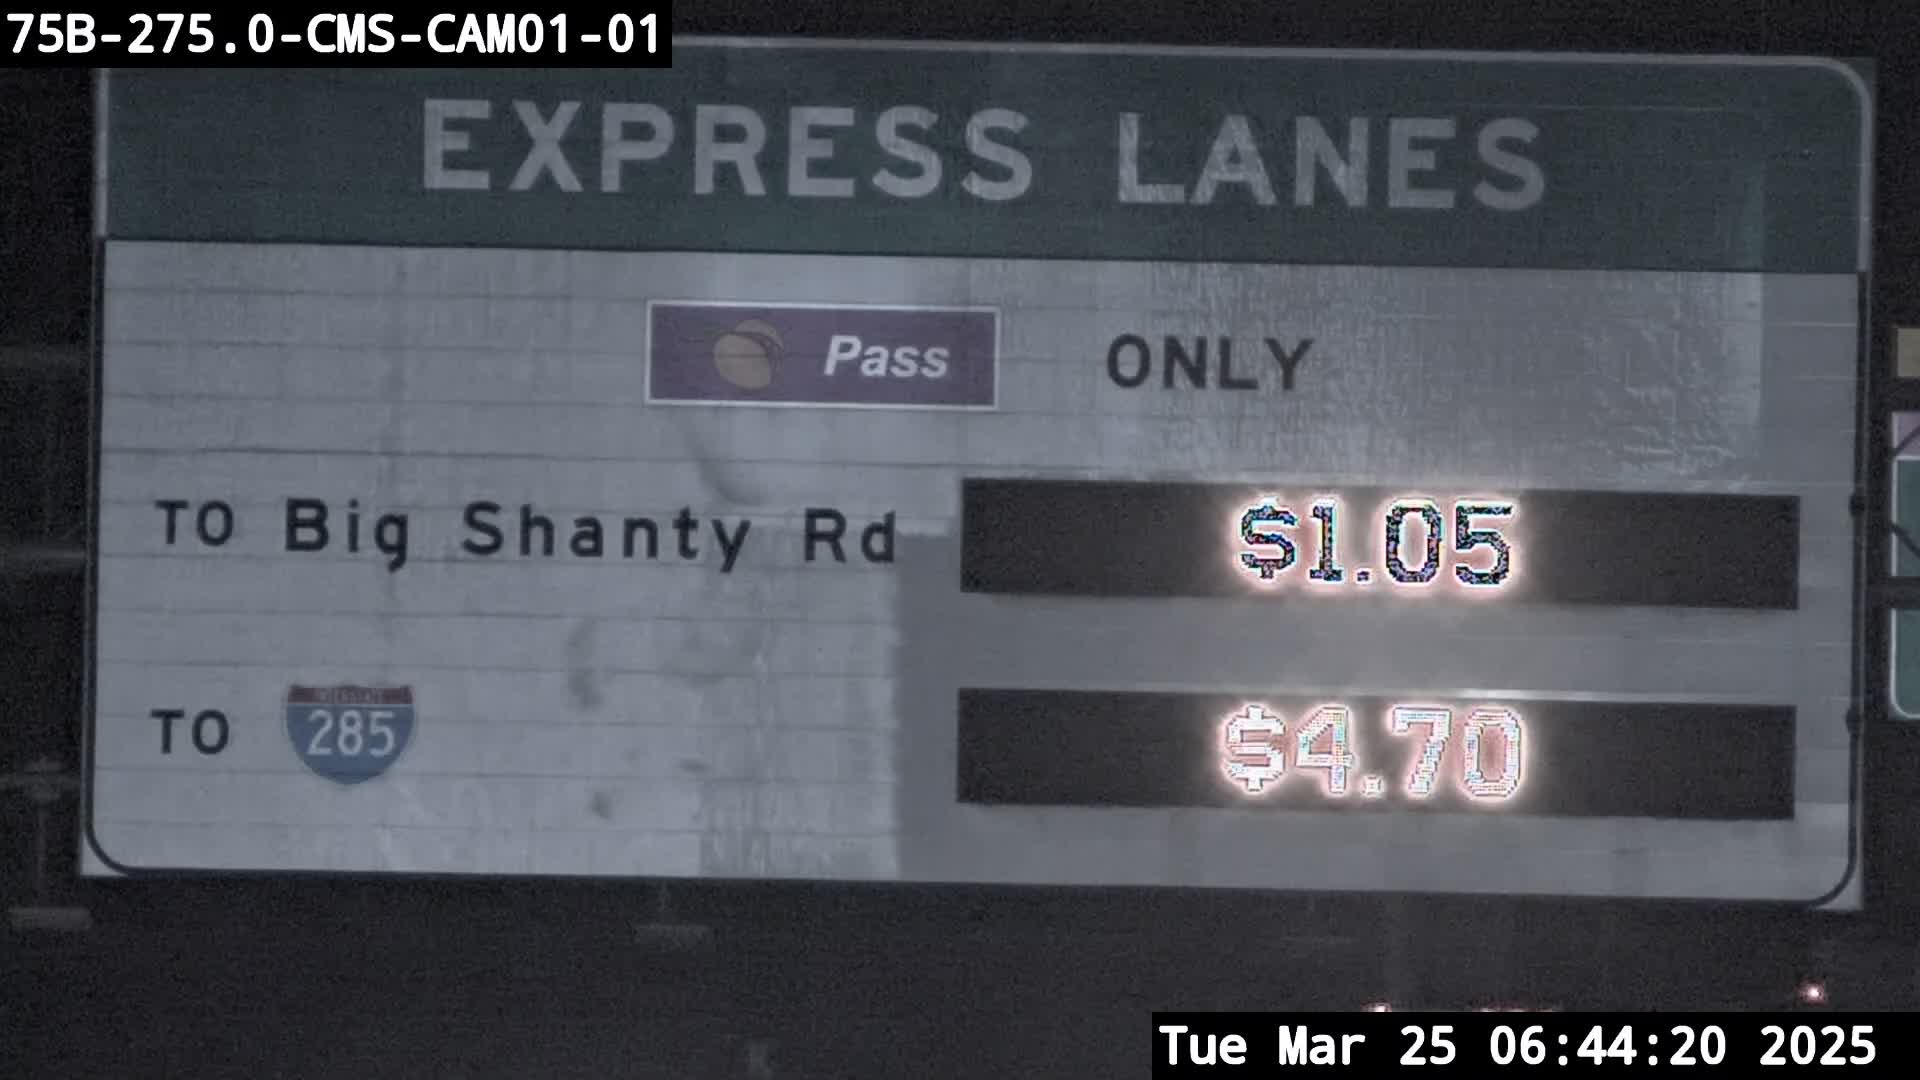 75B-275.0-CMS-CAM01-01
EXPRESS LANES
Pass ONLY
TO Big Shanty Rd $1.05
TO INTERSTATE 285 $4.70
Tue Mar 25 06:44:20 2025